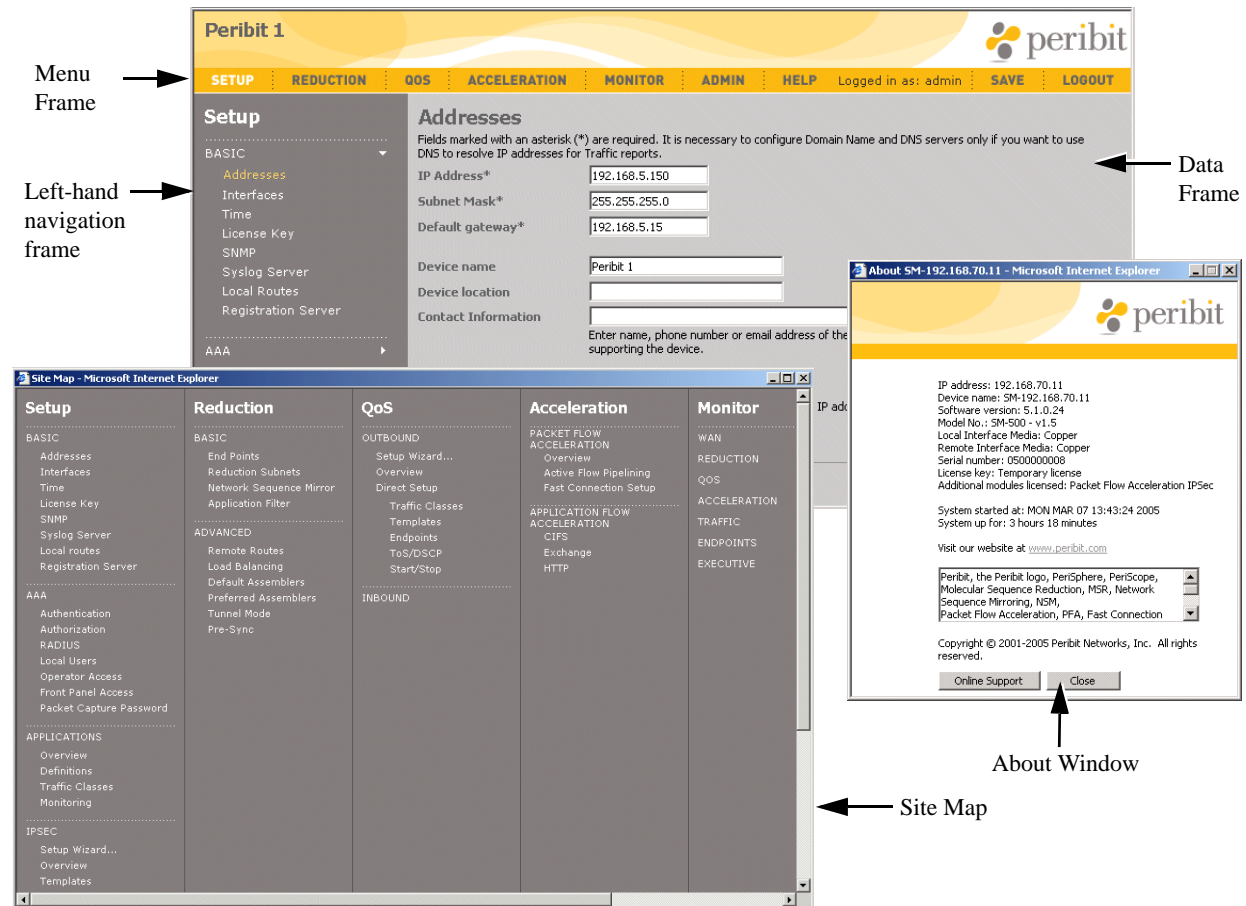 Peribit 1
peribit
SETUP REDUCTION QOS ACCELERATION MONITOR ADMIN HELP Logged in as: admin SAVE LOGOUT
Menu
Frame
Setup
BASIC
Addresses
Interfaces
Time
License Key
SNMP
Syslog Server
Local Routes
Registration Server
AAA
Left-hand
navigation
frame
Addresses
Fields marked with an asterisk (*) are required. It is necessary to configure Domain Name and DNS servers only if you want to use
DNS to resolve IP addresses for Traffic reports.
IP Address* 192.168.5.150
Subnet Mask* 255.255.255.0
Default gateway* 192.168.5.15
Device name Peribit 1
Device location
Contact Information
Enter name, phone number or email address of the
supporting the device.
IP add
Data
Frame
About SM-192.168.70.11 - Microsoft Internet Explorer
peribit
IP address: 192.168.70.11
Device name: SM-192.168.70.11
Software version: 5.1.0.24
Model No.: SM-500 - v1.5
Local Interface Media: Copper
Remote Interface Media: Copper
Serial number: 0500000008
License key: Temporary license
Additional modules licensed: Packet Flow Acceleration IPSec
System started at: MON MAR 07 13:43:24 2005
System up for: 3 hours 18 minutes
Visit our website at www.peribit.com
Peribit, the Peribit logo, PeriSphere, PeriScope,
Molecular Sequence Reduction, MSR, Network
Sequence Mirroring, NSM,
Packet Flow Acceleration, PFA, Fast Connection
Copyright © 2001-2005 Peribit Networks, Inc. All rights
reserved.
Online Support Close
About Window
Site Map - Microsoft Internet Explorer
Setup
BASIC
Addresses
Interfaces
Time
License Key
SNMP
Syslog Server
Local routes
Registration Server
AAA
Authentication
Authorization
RADIUS
Local Users
Operator Access
Front Panel Access
Packet Capture Password
APPLICATIONS
Overview
Definitions
Traffic Classes
Monitoring
IPSEC
Setup Wizard...
Overview
Templates
Reduction
BASIC
End Points
Reduction Subnets
Network Sequence Mirror
Application Filter
ADVANCED
Remote Routes
Load Balancing
Default Assemblers
Preferred Assemblers
Tunnel Mode
Pre-Sync
QoS
OUTBOUND
Setup Wizard...
Overview
Direct Setup
Traffic Classes
Templates
Endpoints
ToS/DSCP
Start/Stop
INBOUND
Acceleration
PACKET FLOW
ACCELERATION
Overview
Active Flow Pipelining
Fast Connection Setup
APPLICATION FLOW
ACCELERATION
CIFS
Exchange
HTTP
Monitor
WAN
REDUCTION
QOS
ACCELERATION
TRAFFIC
ENDPOINTS
EXECUTIVE
Site Map